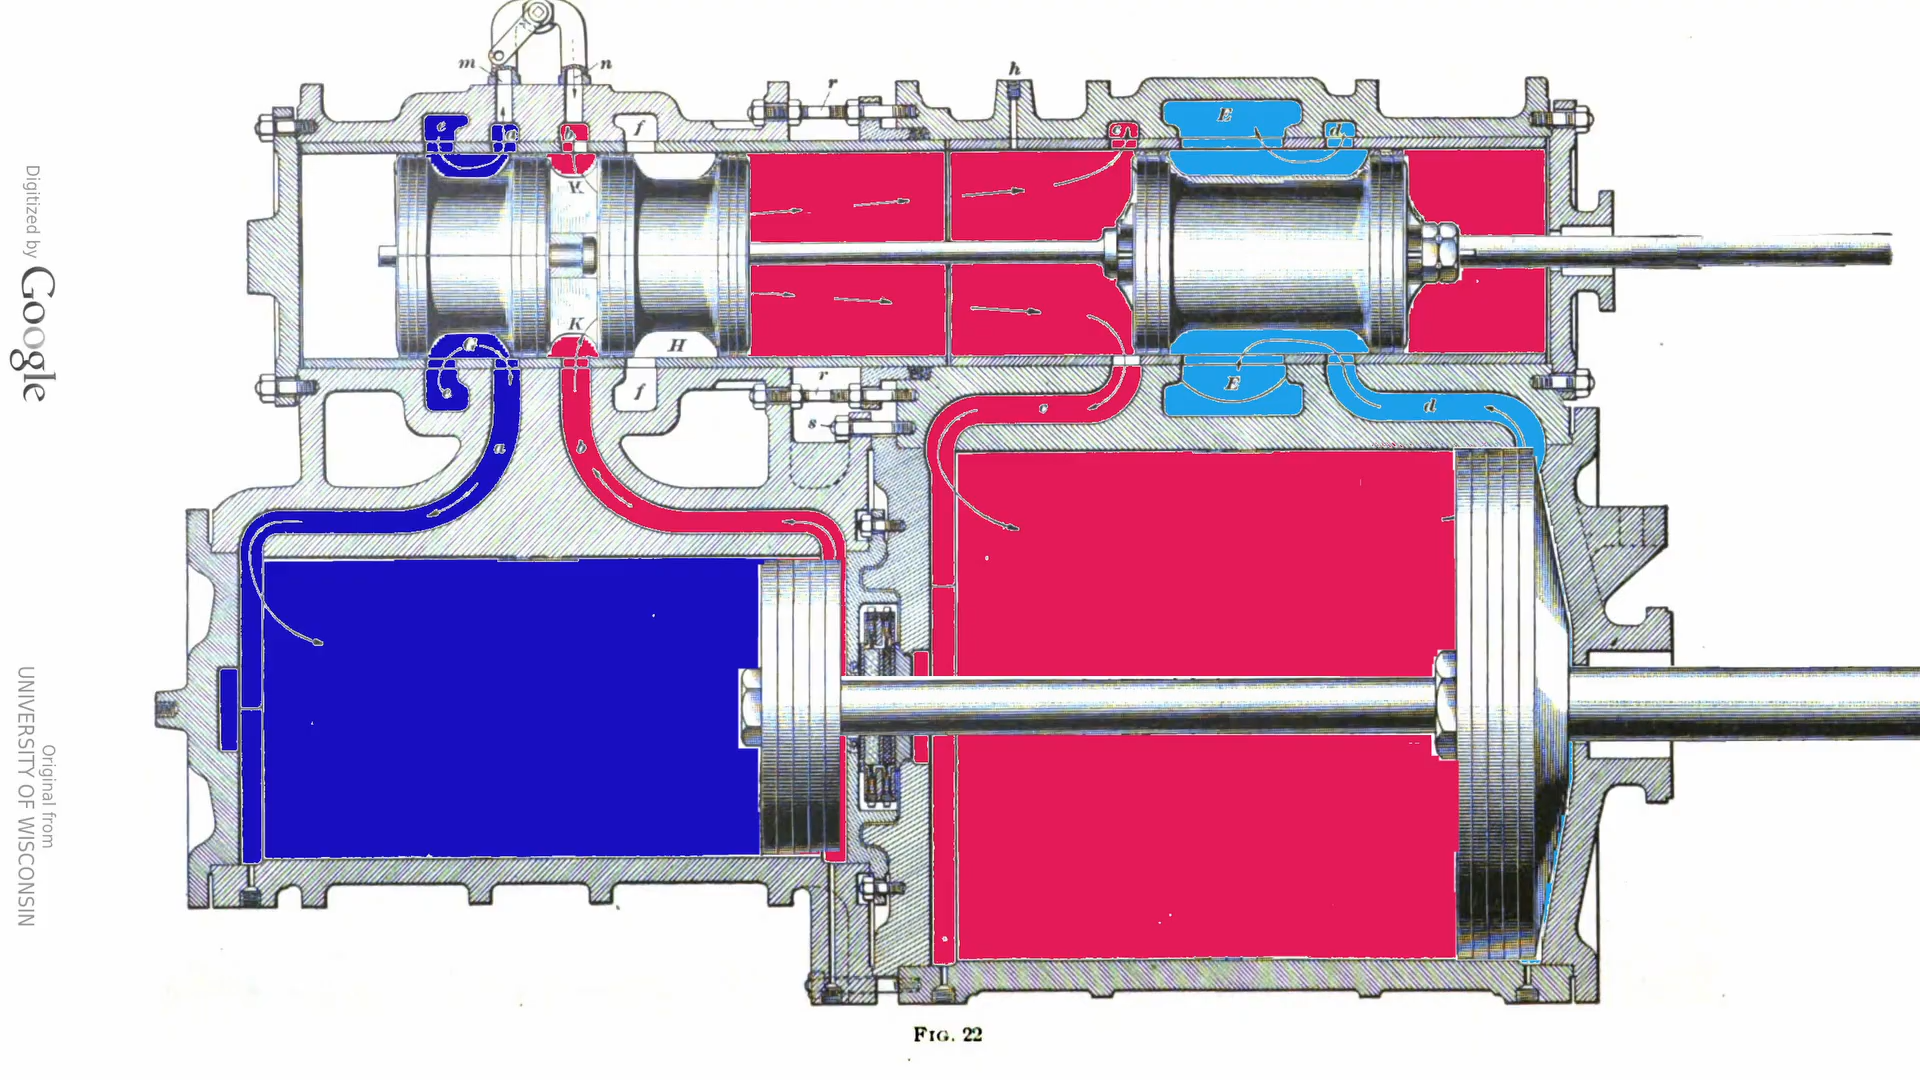 m
n
r
h
e
a
b
f
c
E
d
V
G
K
H
e
f
r
s
E
c
d
a
b
FIG. 22
Digitized by Google
Original from
UNIVERSITY OF WISCONSIN